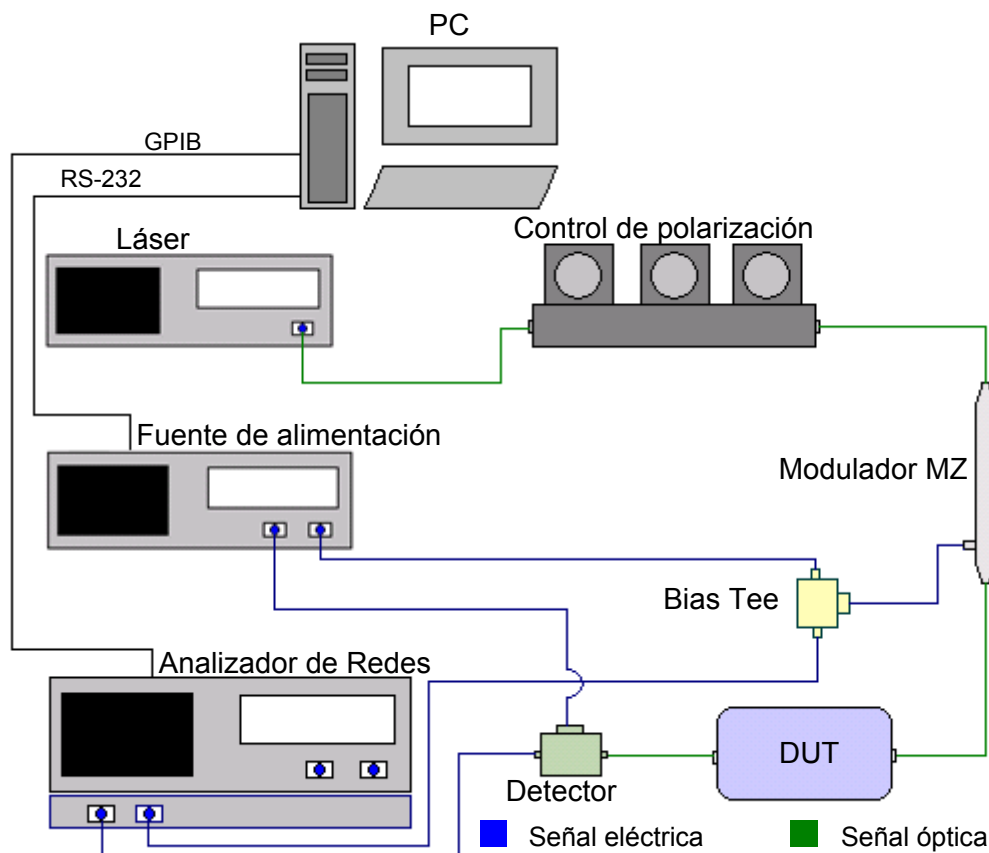 PC
GPIB
RS-232
Láser
Control de polarización
Fuente de alimentación
Modulador MZ
Bias Tee
Analizador de Redes
DUT
Detector
Señal eléctrica
Señal óptica